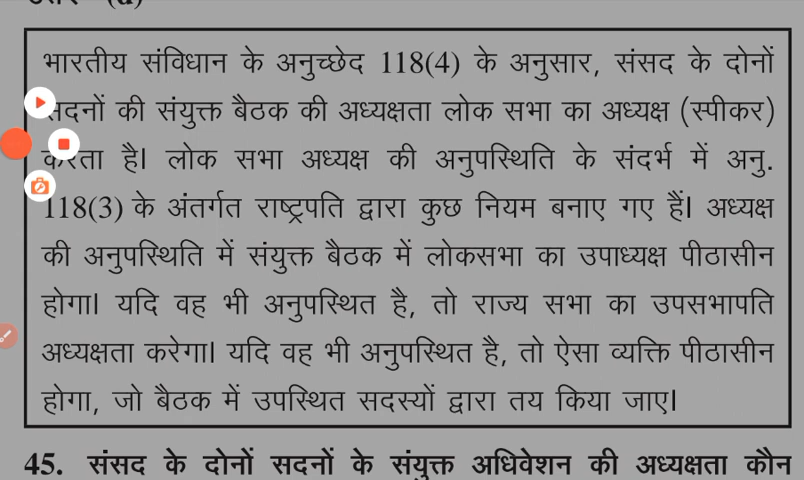 भारतीय संविधान के अनुच्छेद 118(4) के अनुसार, संसद के दोनों
सदनों की संयुक्त बैठक की अध्यक्षता लोक सभा का अध्यक्ष (स्पीकर)
करता है। लोक सभा अध्यक्ष की अनुपस्थिति के संदर्भ में अनु.
118(3) के अंतर्गत राष्ट्रपति द्वारा कुछ नियम बनाए गए हैं। अध्यक्ष
की अनुपस्थिति में संयुक्त बैठक में लोकसभा का उपाध्यक्ष पीठासीन
होगा। यदि वह भी अनुपस्थित है, तो राज्य सभा का उपसभापति
अध्यक्षता करेगा। यदि वह भी अनुपस्थित है, तो ऐसा व्यक्ति पीठासीन
होगा, जो बैठक में उपस्थित सदस्यों द्वारा तय किया जाए।
45. संसद के दोनों सदनों के संयुक्त अधिवेशन की अध्यक्षता कौन